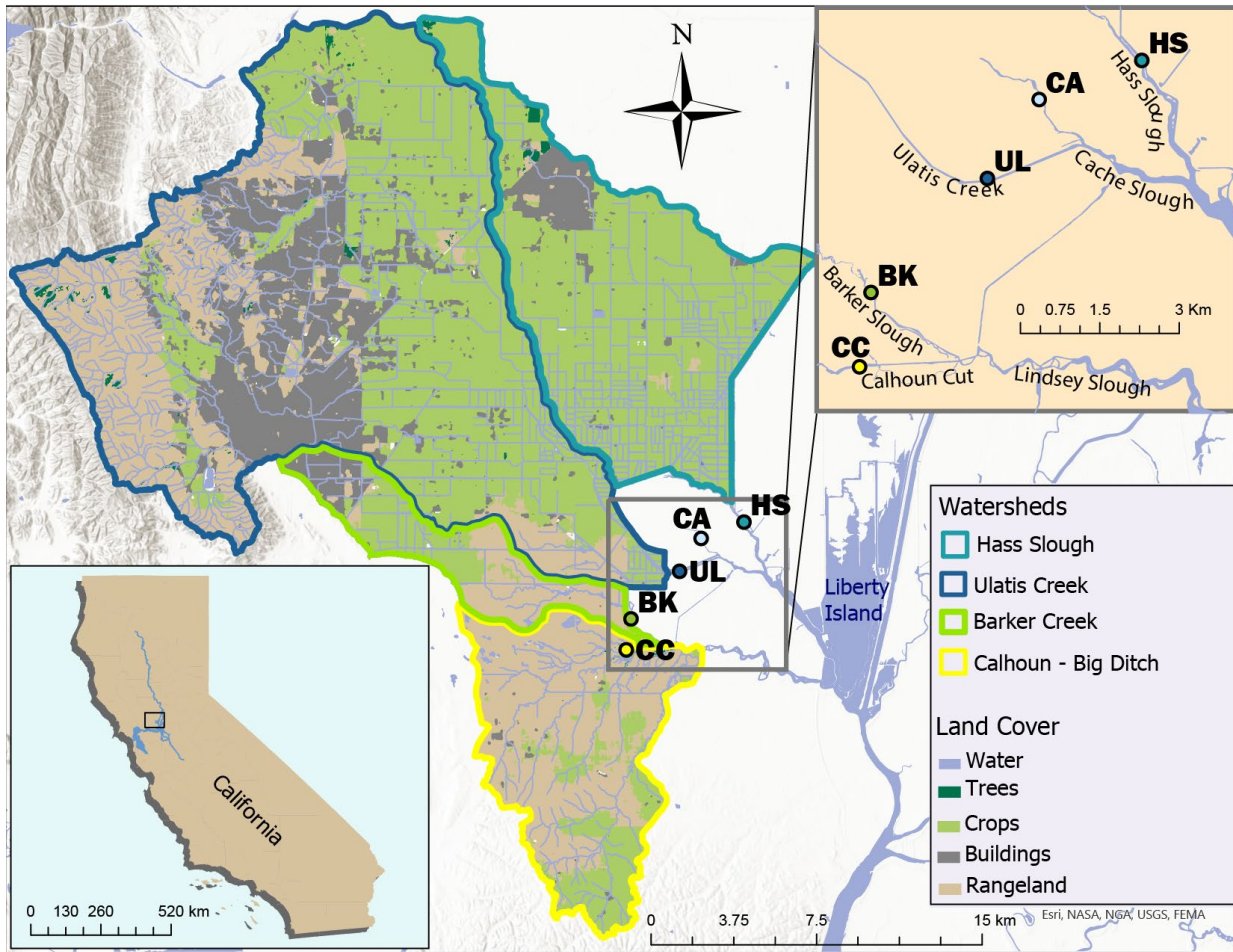 N
HS
CA
UL
BK
CC
Liberty
Island
HS
CA
UL
BK
CC
Hass Slough
Ulatis Creek
Cache Slough
Barker Slough
Calhoun Cut
Lindsey Slough
0 0.75 1.5 3 Km
Watersheds
Hass Slough
Ulatis Creek
Barker Creek
Calhoun - Big Ditch
Land Cover
Water
Trees
Crops
Buildings
Rangeland
California
0 130 260 520 km
0 3.75 7.5 15 km
Esri, NASA, NGA, USGS, FEMA